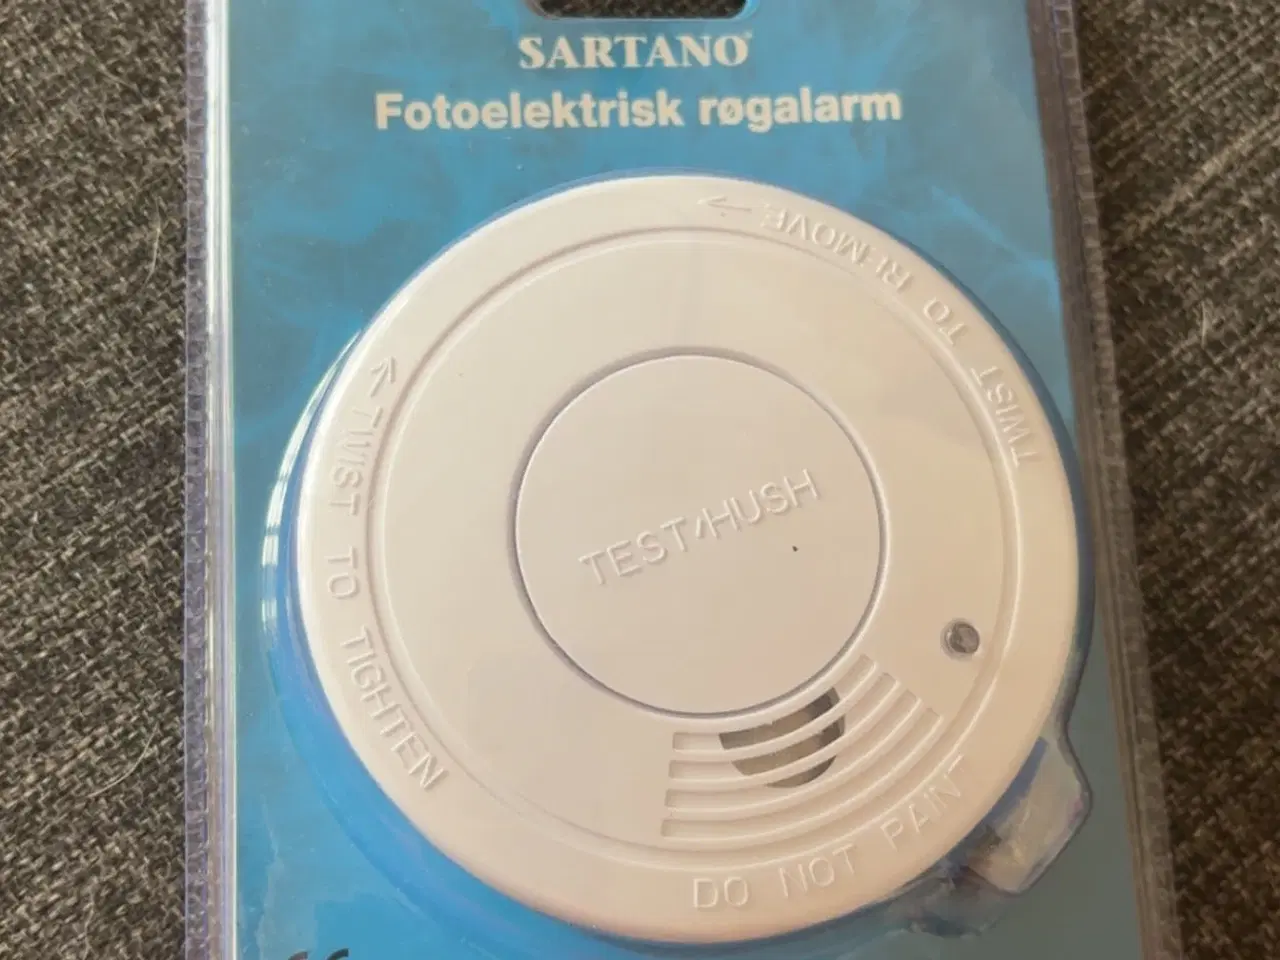 SARTANO®
Fotoelektrisk røgalarm
TWIST TO REMOVE
TWIST TO TIGHTEN
TEST/HUSH
DO NOT PAINT